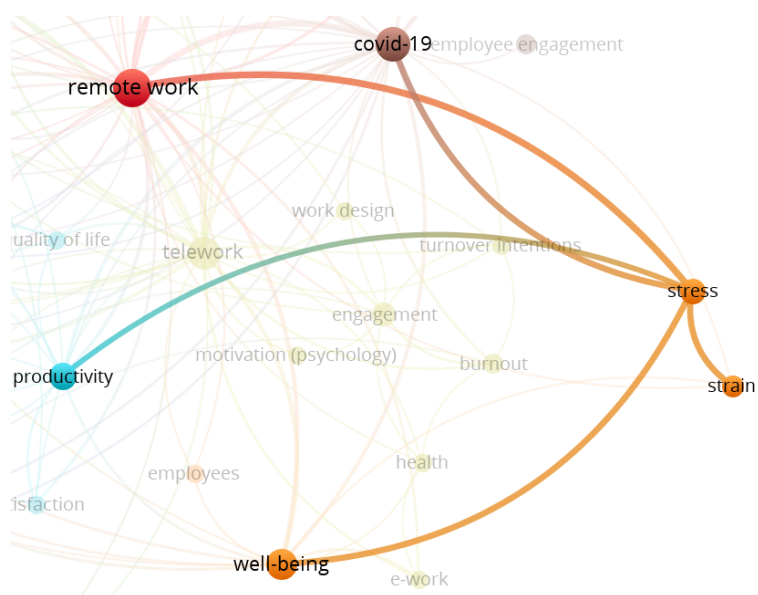 covid-19
employee engagement
remote work
work design
uality of life
telework
turnover intentions
stress
engagement
motivation (psychology)
burnout
productivity
strain
health
employees
isfaction
well-being
e-work